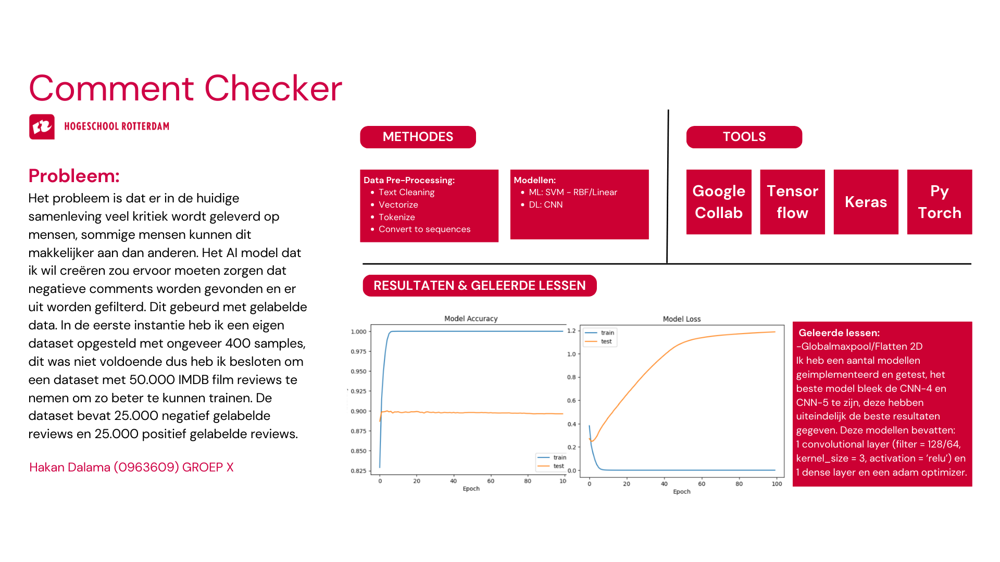 Comment Checker
HOGESCHOOL ROTTERDAM
Probleem:
Het probleem is dat er in de huidige
samenleving veel kritiek wordt geleverd op
mensen, sommige mensen kunnen dit
makkelijker aan dan anderen. Het AI model dat
ik wil creëren zou ervoor moeten zorgen dat
negatieve comments worden gevonden en er
uit worden gefilterd. Dit gebeurd met gelabelde
data. In de eerste instantie heb ik een eigen
dataset opgesteld met ongeveer 400 samples,
dit was niet voldoende dus heb ik besloten om
een dataset met 50.000 IMDB film reviews te
nemen om zo beter te kunnen trainen. De
dataset bevat 25.000 negatief gelabelde
reviews en 25.000 positief gelabelde reviews.
Hakan Dalama (0963609) GROEP X
METHODES
Data Pre-Processing:
Text Cleaning
Vectorize
Tokenize
Convert to sequences
Modellen:
ML: SVM - RBF/Linear
DL: CNN
TOOLS
Google
Collab
Tensor
flow
Keras
Py
Torch
RESULTATEN & GELEERDE LESSEN
Model Accuracy
1.000
0.975
0.950
0.925
0.900
0.875
0.850
0.825
train
test
0 20 40 60 80 10
Epoch
Model Loss
train
test
1.2
1.0
0.8
0.6
0.4
0.2
0.0
0 20 40 60 80 100
Epoch
Geleerde lessen:
-Globalmaxpool/Flatten 2D
Ik heb een aantal modellen
geimplementeerd en getest, het
beste model bleek de CNN-4 en
CNN-5 te zijn, deze hebben
uiteindelijk de beste resultaten
gegeven. Deze modellen bevatten:
1 convolutional layer (filter = 128/64,
kernel_size = 3, activation = 'relu') en
1 dense layer en een adam optimizer.